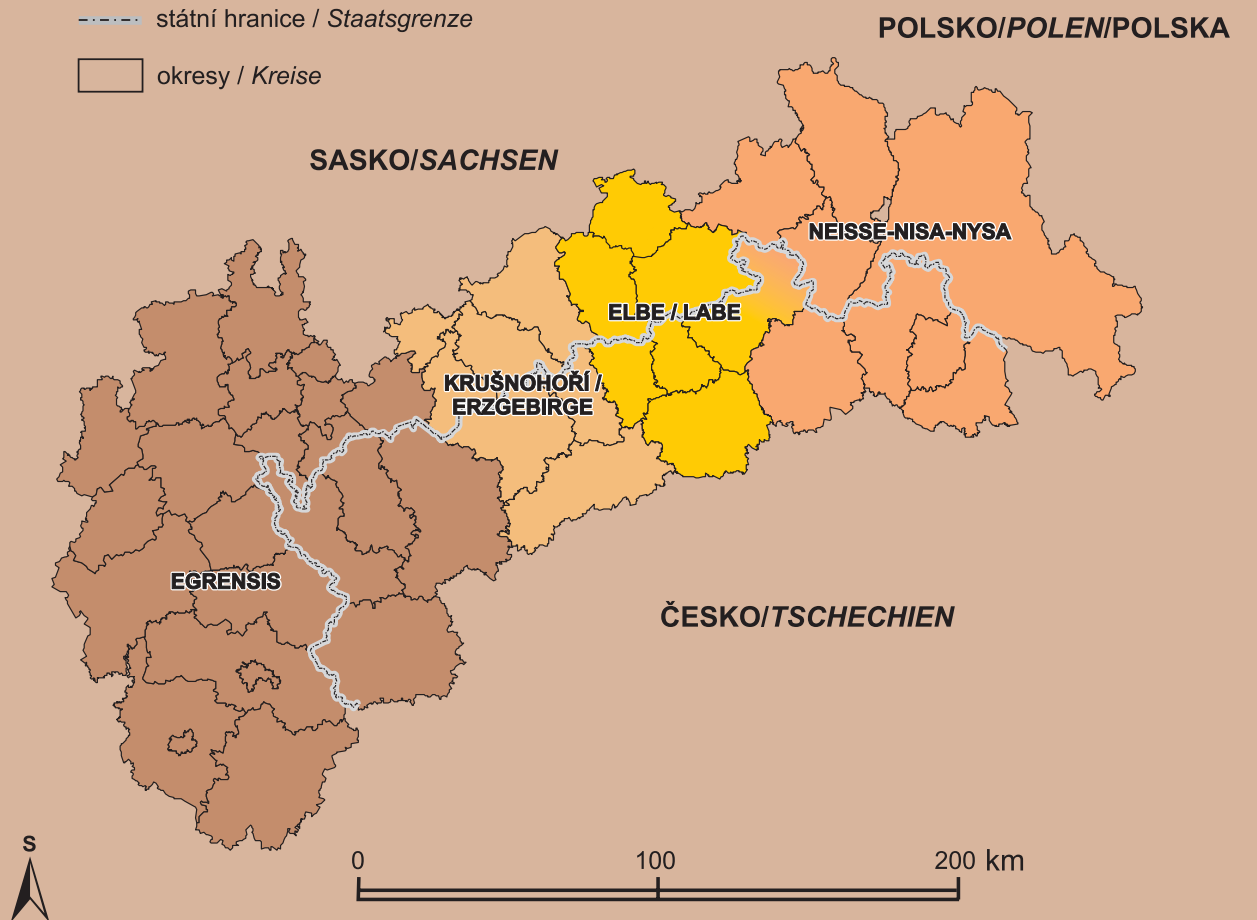 státní hranice / Staatsgrenze
POLSKO/POLEN/POLSKA
okresy / Kreise
SASKO/SACHSEN
NEISSE-NISA-NYSA
ELBE / LABE
KRUŠNOHOŘÍ /
ERZGEBIRGE
EGRENSIS
ČESKO/TSCHECHIEN
S
0 100 200 km